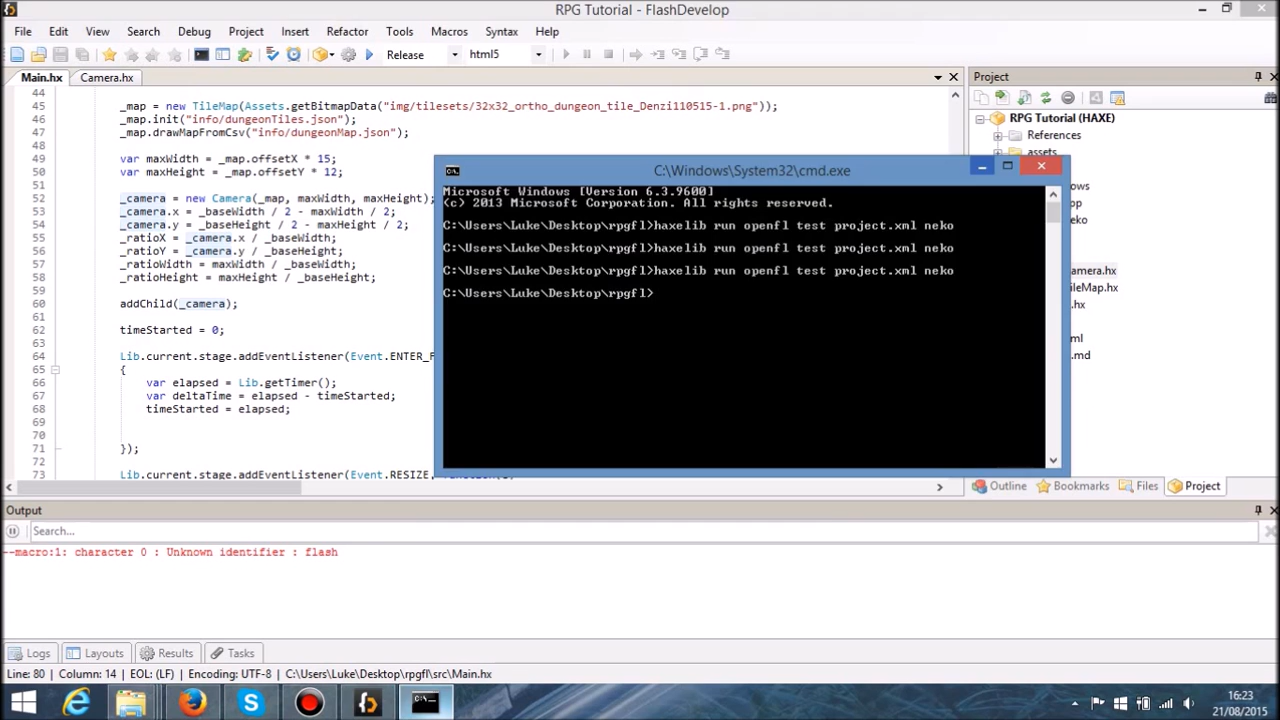 RPG Tutorial - FlashDevelop
File Edit View Search Debug Project Insert Refactor Tools Macros Syntax Help
Release html5
Main.hx Camera.hx
Project
44
45 _map = new TileMap(Assets.getBitmapData("img/tilesets/32x32_ortho_dungeon_tile_Denzi110515-1.png"));
46 _map.init("info/dungeonTiles.json");
47 _map.drawMapFromCsv("info/dungeonMap.json");
48
49 var maxWidth = _map.offsetX * 15;
50 var maxHeight = _map.offsetY * 12;
51
52 _camera = new Camera(_map, maxWidth, maxHeight);
53 _camera.x = _baseWidth / 2 - maxWidth / 2;
54 _camera.y = _baseHeight / 2 - maxHeight / 2;
55 _ratioX = _camera.x / _baseWidth;
56 _ratioY = _camera.y / _baseHeight;
57 _ratioWidth = maxWidth / _baseWidth;
58 _ratioHeight = maxHeight / _baseHeight;
59
60 addChild(_camera);
61
62 timeStarted = 0;
63
64 Lib.current.stage.addEventListener(Event.ENTER_F
65 {
66 var elapsed = Lib.getTimer();
67 var deltaTime = elapsed - timeStarted;
68 timeStarted = elapsed;
69
70
71 });
72
73 Lib.current.stage.addEventListener(Event.RESIZE,
C:\Windows\System32\cmd.exe
Microsoft Windows [Version 6.3.9600]
(c) 2013 Microsoft Corporation. All rights reserved.
C:\Users\Luke\Desktop\rpgfl>haxelib run openfl test project.xml neko
C:\Users\Luke\Desktop\rpgfl>haxelib run openfl test project.xml neko
C:\Users\Luke\Desktop\rpgfl>haxelib run openfl test project.xml neko
C:\Users\Luke\Desktop\rpgfl>
RPG Tutorial (HAXE)
References
assets
ows
eko
amera.hx
ileMap.hx
.hx
ml
.md
Outline Bookmarks Files Project
Output
Search...
--macro:1: character 0 : Unknown identifier : flash
Logs Layouts Results Tasks
Line: 80 | Column: 14 | EOL: (LF) | Encoding: UTF-8 | C:\Users\Luke\Desktop\rpgfl\src\Main.hx
16:23
21/08/2015